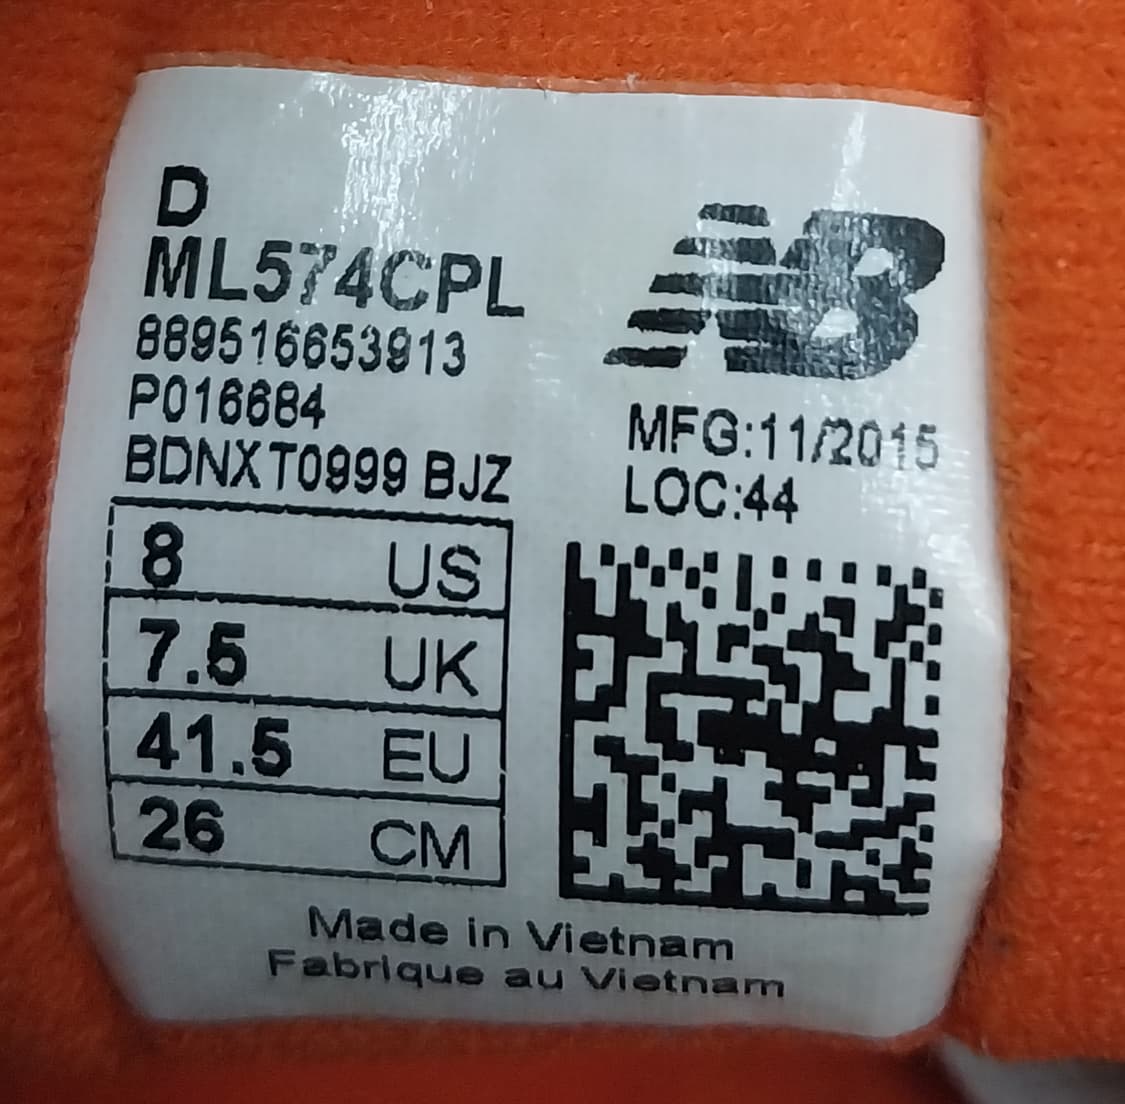 D
ML574CPL
889516653913
P016684
BDNXT0999 BJZ
8 US
7.5 UK
41.5 EU
26 CM
NB
MFG:11/2015
LOC:44
Made in Vietnam
Fabrique au Vietnam